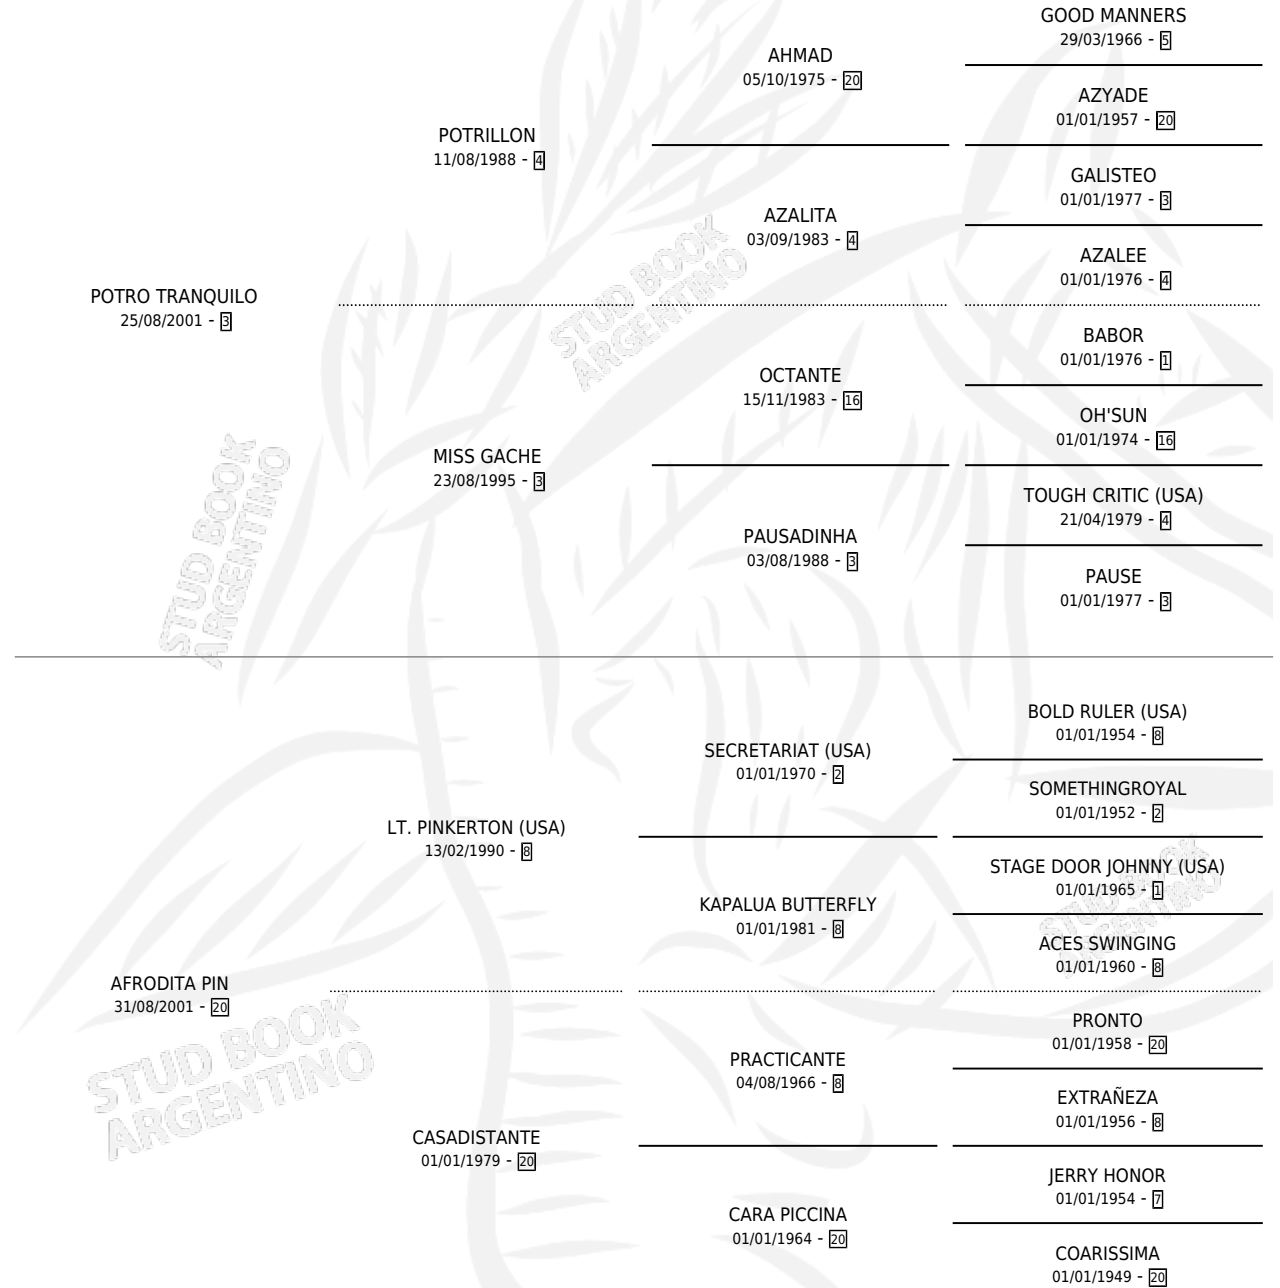 GOOD MANNERS
29/03/1966 - 5
AHMAD
05/10/1975 - 20
AZYADE
01/01/1957 - 20
POTRILLON
11/08/1988 - 4
GALISTEO
01/01/1977 - 3
AZALITA
03/09/1983 - 4
AZALEE
01/01/1976 - 4
POTRO TRANQUILO
25/08/2001 - 3
BABOR
01/01/1976 - 1
OCTANTE
15/11/1983 - 16
OH'SUN
01/01/1974 - 16
MISS GACHE
23/08/1995 - 3
TOUGH CRITIC (USA)
21/04/1979 - 4
PAUSADINHA
03/08/1988 - 3
PAUSE
01/01/1977 - 3
STUD BOOK
ARGENTINO
STUD BOOK
ARGENTINO
BOLD RULER (USA)
01/01/1954 - 8
SECRETARIAT (USA)
01/01/1970 - 2
SOMETHINGROYAL
01/01/1952 - 2
LT. PINKERTON (USA)
13/02/1990 - 8
STAGE DOOR JOHNNY (USA)
01/01/1965 - 1
KAPALUA BUTTERFLY
01/01/1981 - 8
ACES SWINGING
01/01/1960 - 8
AFRODITA PIN
31/08/2001 - 20
PRONTO
01/01/1958 - 20
PRACTICANTE
04/08/1966 - 8
EXTRAÑEZA
01/01/1956 - 8
CASADISTANTE
01/01/1979 - 20
JERRY HONOR
01/01/1954 - 7
CARA PICCINA
01/01/1964 - 20
COARISSIMA
01/01/1949 - 20
STUD BOOK
ARGENTINO
STUD BOOK
ARGENTINO